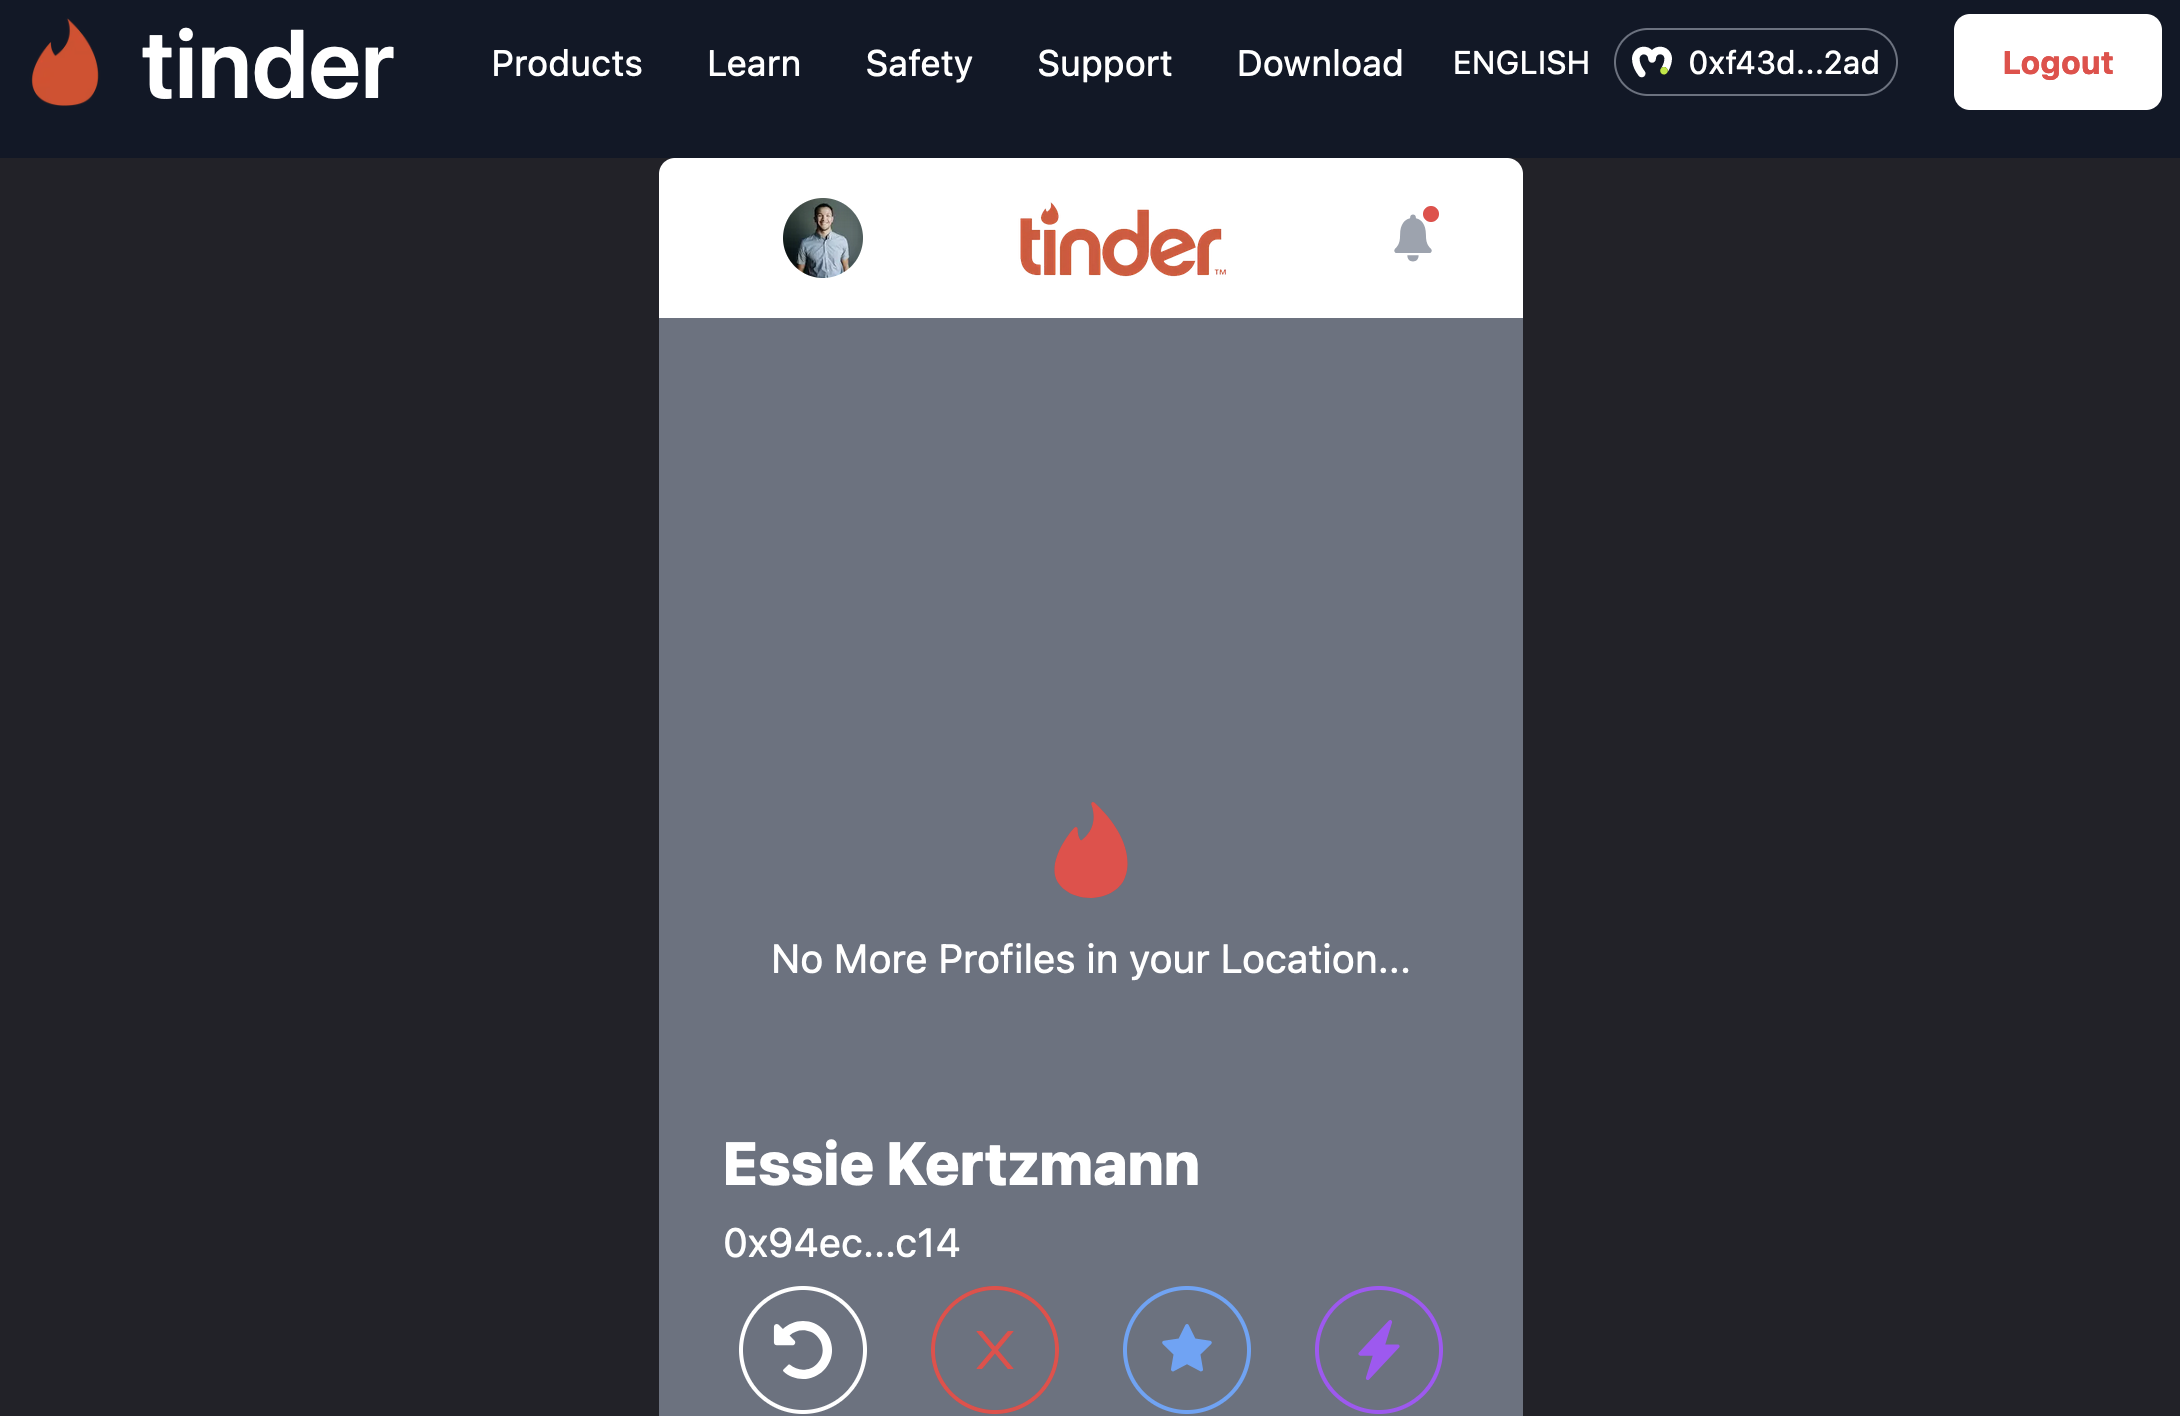 tinder Products Learn Safety Support Download ENGLISH 0xf43d...2ad Logout
tinder™
No More Profiles in your Location...
Essie Kertzmann
0x94ec...c14